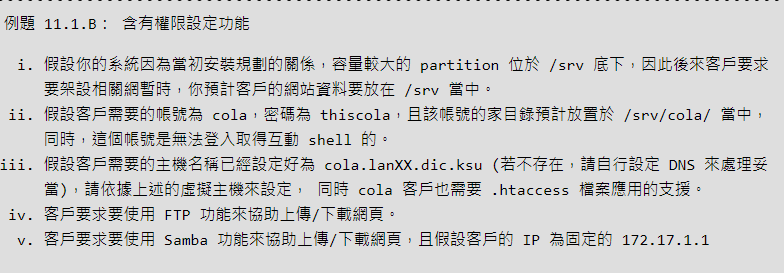 例題 11.1.B： 含有權限設定功能
i. 假設你的系統因為當初安裝規劃的關係，容量較大的 partition 位於 /srv 底下，因此後來客戶要求
要架設相關網暫時，你預計客戶的網站資料要放在 /srv 當中。
ii. 假設客戶需要的帳號為 cola，密碼為 thiscola，且該帳號的家目錄預計放置於 /srv/cola/ 當中，
同時，這個帳號是無法登入取得互動 shell 的。
iii. 假設客戶需要的主機名稱已經設定好為 cola.lanXX.dic.ksu (若不存在，請自行設定 DNS 來處理妥
當)，請依據上述的虛擬主機來設定， 同時 cola 客戶也需要 .htaccess 檔案應用的支援。
iv. 客戶要求要使用 FTP 功能來協助上傳/下載網頁。
v. 客戶要求要使用 Samba 功能來協助上傳/下載網頁，且假設客戶的 IP 為固定的 172.17.1.1